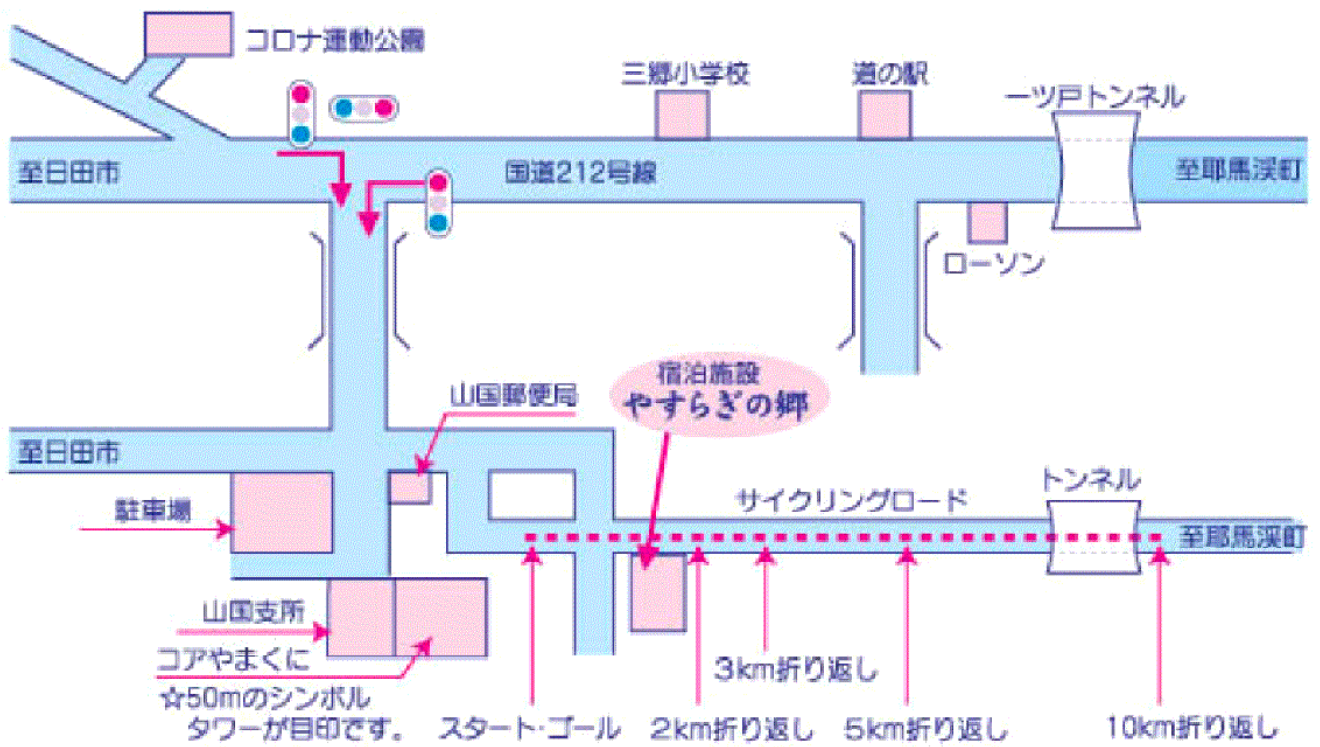 コロナ運動公園
三郷小学校
道の駅
一ツ戸トンネル
至日田市
国道212号線
至耶馬渓町
ローソン
宿泊施設
やすらぎの郷
山国郵便局
至日田市
駐車場
サイクリングロード
トンネル
至耶馬渓町
山国支所
コアやまくに
☆50mのシンボル
タワーが目印です。
スタート・ゴール
2km折り返し
3km折り返し
5km折り返し
10km折り返し